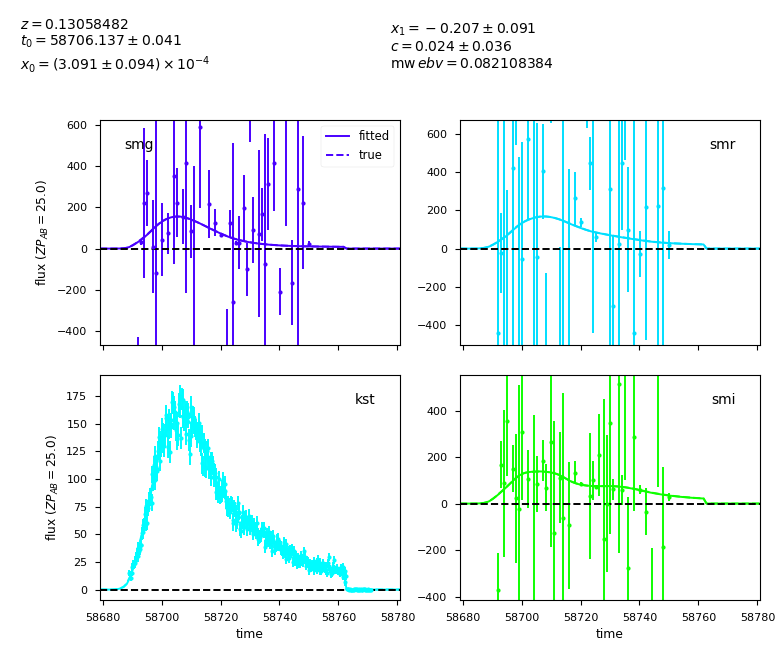 z = 0.13058482
t₀ = 58706.137 ± 0.041
x₀ = (3.091 ± 0.094) × 10⁻⁴
x₁ = −0.207 ± 0.091
c = 0.024 ± 0.036
mw ebv = 0.082108384
600
400
200
0
−200
−400
flux (ZP_AB = 25.0)
smg
fitted
true
600
400
200
0
−200
−400
smr
175
150
125
100
75
50
25
0
flux (ZP_AB = 25.0)
kst
58680 58700 58720 58740 58760 58780
time
400
200
0
−200
−400
smi
58680 58700 58720 58740 58760 58780
time